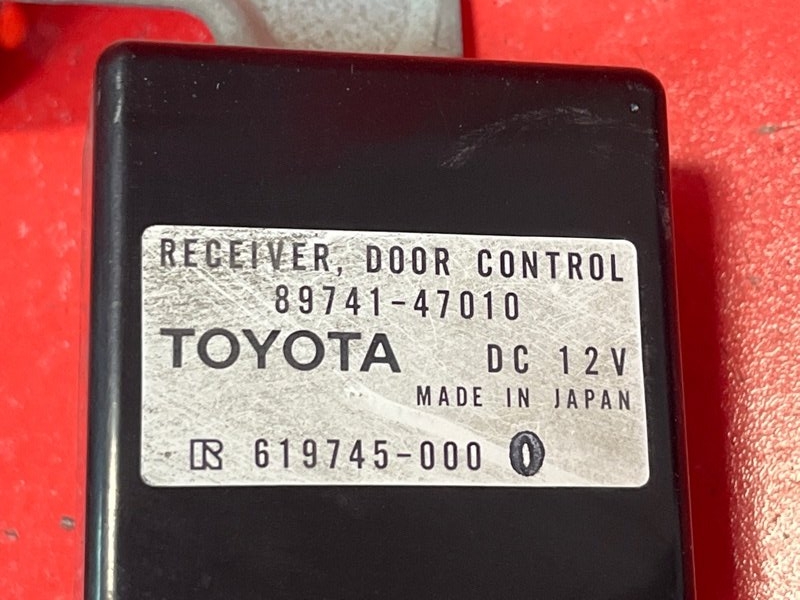 RECEIVER, DOOR CONTROL
89741-47010
TOYOTA DC 12V
MADE IN JAPAN
R 619745-000 0